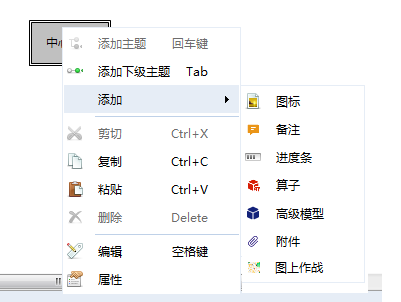 中心
添加主题 回车键
添加下级主题 Tab
添加
剪切 Ctrl+X
复制 Ctrl+C
粘贴 Ctrl+V
删除 Delete
编辑 空格键
属性
图标
备注
进度条
算子
高级模型
附件
图上作战